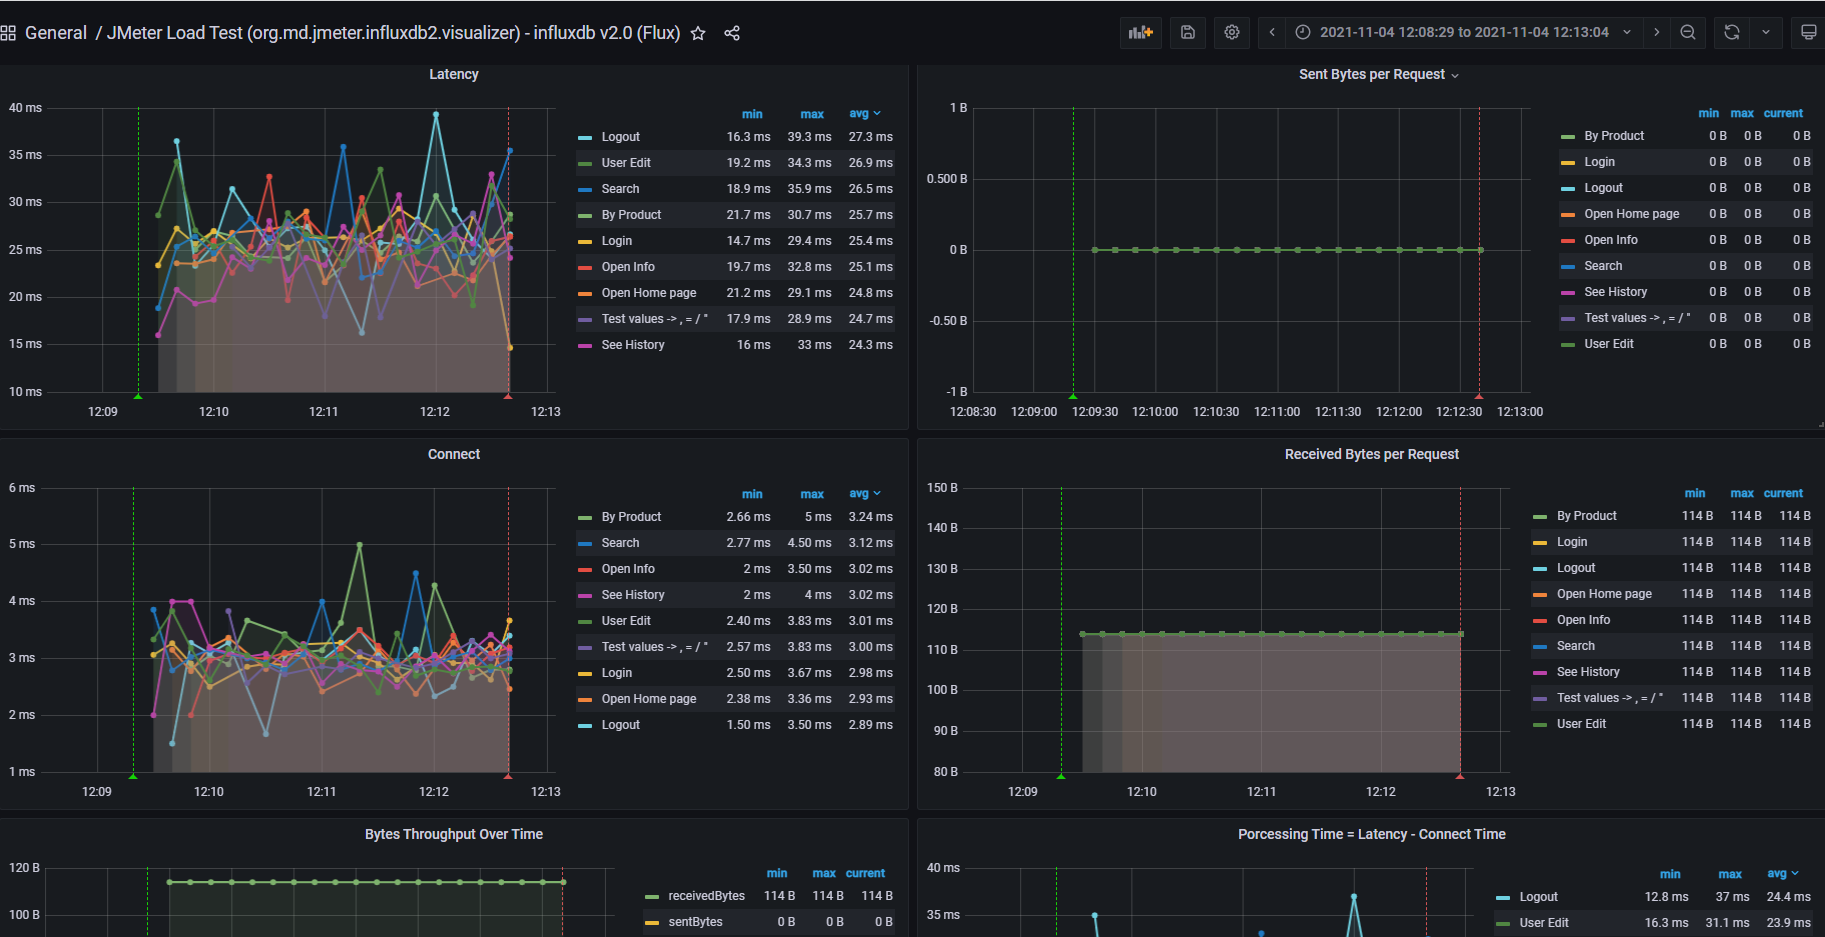 General / JMeter Load Test (org.md.jmeter.influxdb2.visualizer) - influxdb v2.0 (Flux)
2021-11-04 12:08:29 to 2021-11-04 12:13:04
Latency
40 ms
35 ms
30 ms
25 ms
20 ms
15 ms
10 ms
12:09 12:10 12:11 12:12 12:13
min max avg
Logout 16.3 ms 39.3 ms 27.3 ms
User Edit 19.2 ms 34.3 ms 26.9 ms
Search 18.9 ms 35.9 ms 26.5 ms
By Product 21.7 ms 30.7 ms 25.7 ms
Login 14.7 ms 29.4 ms 25.4 ms
Open Info 19.7 ms 32.8 ms 25.1 ms
Open Home page 21.2 ms 29.1 ms 24.8 ms
Test values -> , = / " 17.9 ms 28.9 ms 24.7 ms
See History 16 ms 33 ms 24.3 ms
Sent Bytes per Request
1 B
0.500 B
0 B
-0.50 B
-1 B
12:08:30 12:09:00 12:09:30 12:10:00 12:10:30 12:11:00 12:11:30 12:12:00 12:12:30 12:13:00
min max current
By Product 0 B 0 B 0 B
Login 0 B 0 B 0 B
Logout 0 B 0 B 0 B
Open Home page 0 B 0 B 0 B
Open Info 0 B 0 B 0 B
Search 0 B 0 B 0 B
See History 0 B 0 B 0 B
Test values -> , = / " 0 B 0 B 0 B
User Edit 0 B 0 B 0 B
Connect
6 ms
5 ms
4 ms
3 ms
2 ms
1 ms
12:09 12:10 12:11 12:12 12:13
min max avg
By Product 2.66 ms 5 ms 3.24 ms
Search 2.77 ms 4.50 ms 3.12 ms
Open Info 2 ms 3.50 ms 3.02 ms
See History 2 ms 4 ms 3.02 ms
User Edit 2.40 ms 3.83 ms 3.01 ms
Test values -> , = / " 2.57 ms 3.83 ms 3.00 ms
Login 2.50 ms 3.67 ms 2.98 ms
Open Home page 2.38 ms 3.36 ms 2.93 ms
Logout 1.50 ms 3.50 ms 2.89 ms
Received Bytes per Request
150 B
140 B
130 B
120 B
110 B
100 B
90 B
80 B
12:09 12:10 12:11 12:12 12:13
min max current
By Product 114 B 114 B 114 B
Login 114 B 114 B 114 B
Logout 114 B 114 B 114 B
Open Home page 114 B 114 B 114 B
Open Info 114 B 114 B 114 B
Search 114 B 114 B 114 B
See History 114 B 114 B 114 B
Test values -> , = / " 114 B 114 B 114 B
User Edit 114 B 114 B 114 B
Bytes Throughput Over Time
120 B
100 B
min max current
receivedBytes 114 B 114 B 114 B
sentBytes 0 B 0 B 0 B
Porcessing Time = Latency - Connect Time
40 ms
35 ms
min max avg
Logout 12.8 ms 37 ms 24.4 ms
User Edit 16.3 ms 31.1 ms 23.9 ms